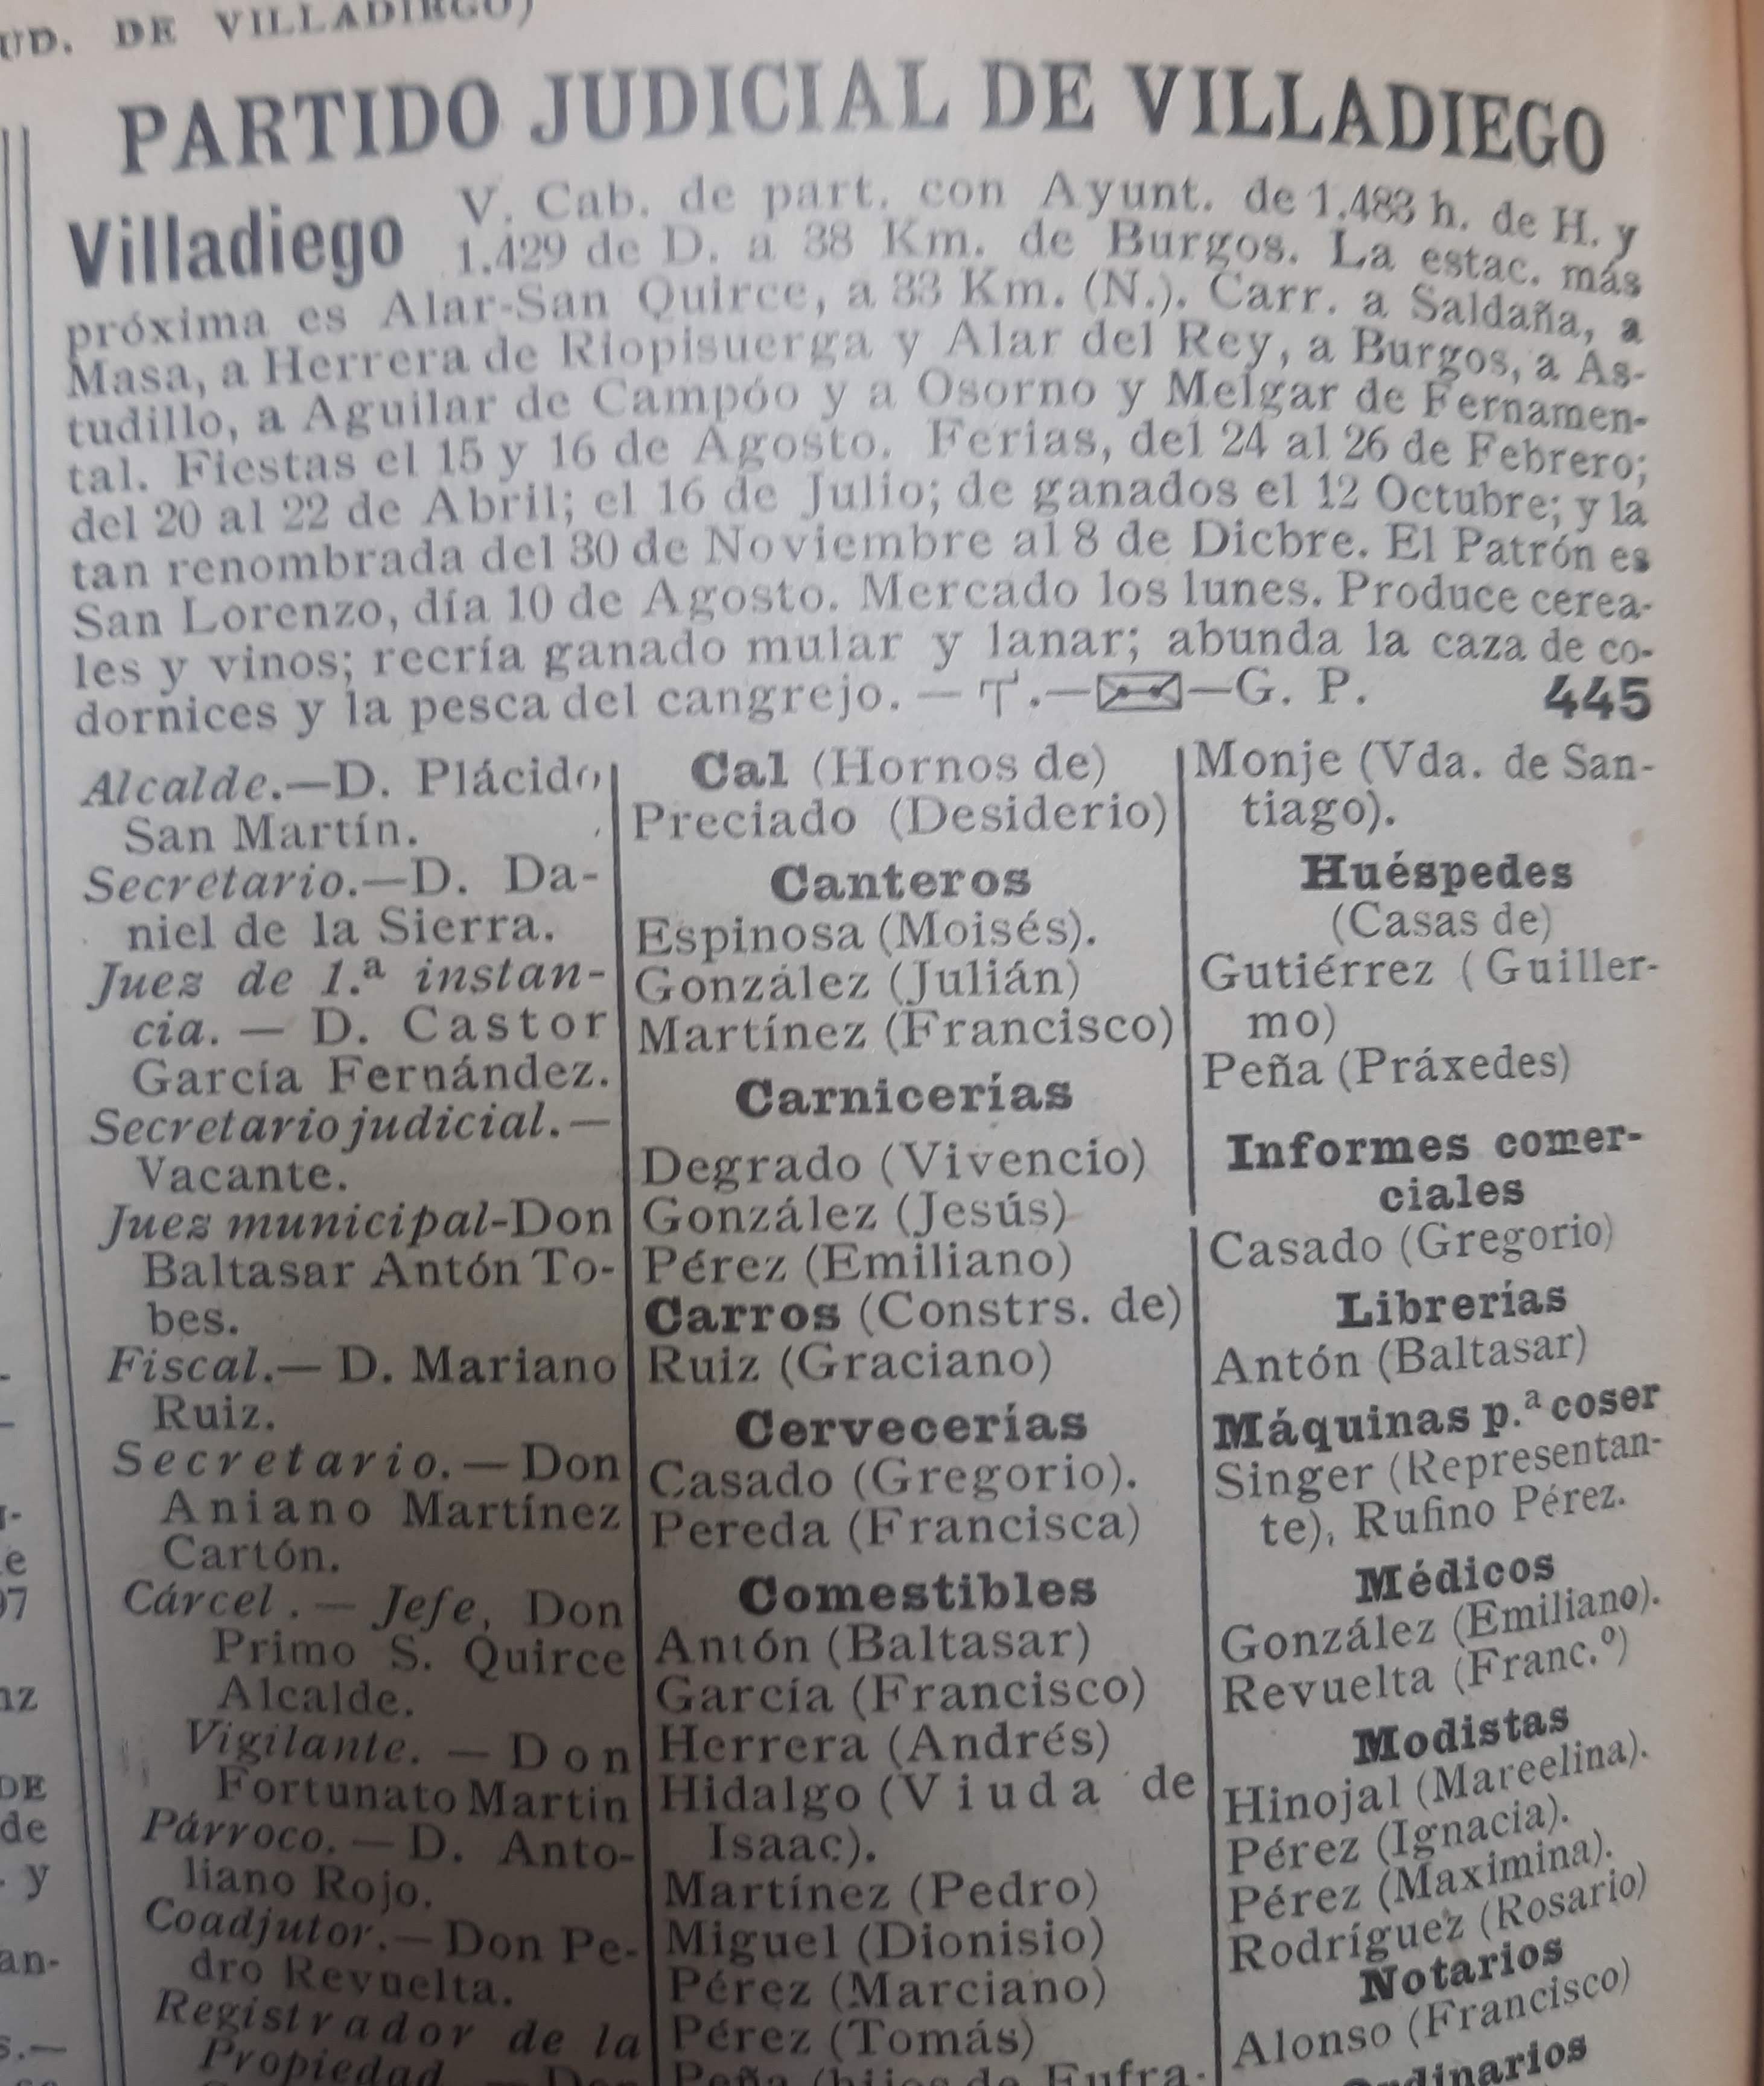 UD. DE VILLADIEGO)
PARTIDO JUDICIAL DE VILLADIEGO
Villadiego V. Cab. de part. con Ayunt. de 1.483 h. de H. y
1.429 de D. a 38 Km. de Burgos. La estac. más
próxima es Alar-San Quirce, a 33 Km. (N.). Carr. a Saldaña, a
Masa, a Herrera de Riopisuerga y Alar del Rey, a Burgos, a As-
tudillo, a Aguilar de Campóo y a Osorno y Melgar de Fernamen-
tal. Fiestas el 15 y 16 de Agosto. Ferias, del 24 al 26 de Febrero;
del 20 al 22 de Abril; el 16 de Julio; de ganados el 12 Octubre; y la
tan renombrada del 30 de Noviembre al 8 de Dicbre. El Patrón es
San Lorenzo, día 10 de Agosto. Mercado los lunes. Produce cerea-
les y vinos; recría ganado mular y lanar; abunda la caza de co-
dornices y la pesca del cangrejo. — T.— —G. P. 445
Alcalde.—D. Plácido
San Martín.
Secretario.—D. Da-
niel de la Sierra.
Juez de 1.ª instan-
cia. — D. Castor
García Fernández.
Secretario judicial.—
Vacante.
Juez municipal-Don
Baltasar Antón To-
bes.
Fiscal.— D. Mariano
Ruiz.
Secretario.— Don
Aniano Martínez
Cartón.
Cárcel.— Jefe, Don
Primo S. Quirce
Alcalde.
Vigilante. — Don
Fortunato Martin
Párroco. — D. Anto-
liano Rojo.
Coadjutor.— Don Pe-
dro Revuelta.
Registrador de la
Propiedad. — Don
Cal (Hornos de)
Preciado (Desiderio)
Canteros
Espinosa (Moisés).
González (Julián)
Martínez (Francisco)
Carnicerías
Degrado (Vivencio)
González (Jesús)
Pérez (Emiliano)
Carros (Constrs. de)
Ruiz (Graciano)
Cervecerías
Casado (Gregorio).
Pereda (Francisca)
Comestibles
Antón (Baltasar)
García (Francisco)
Herrera (Andrés)
Hidalgo (Viuda de
Isaac).
Martínez (Pedro)
Miguel (Dionisio)
Pérez (Marciano)
Pérez (Tomás)
Peña (hijos de Eufra-
Monje (Vda. de San-
tiago).
Huéspedes
(Casas de)
Gutiérrez (Guiller-
mo)
Peña (Práxedes)
Informes comer-
ciales
Casado (Gregorio)
Librerías
Antón (Baltasar)
Máquinas p.ª coser
Singer (Representan-
te), Rufino Pérez.
Médicos
González (Emiliano).
Revuelta (Franc.º)
Modistas
Hinojal (Mareelina).
Pérez (Ignacia).
Pérez (Maximina).
Rodríguez (Rosario)
Notarios
Alonso (Francisco)